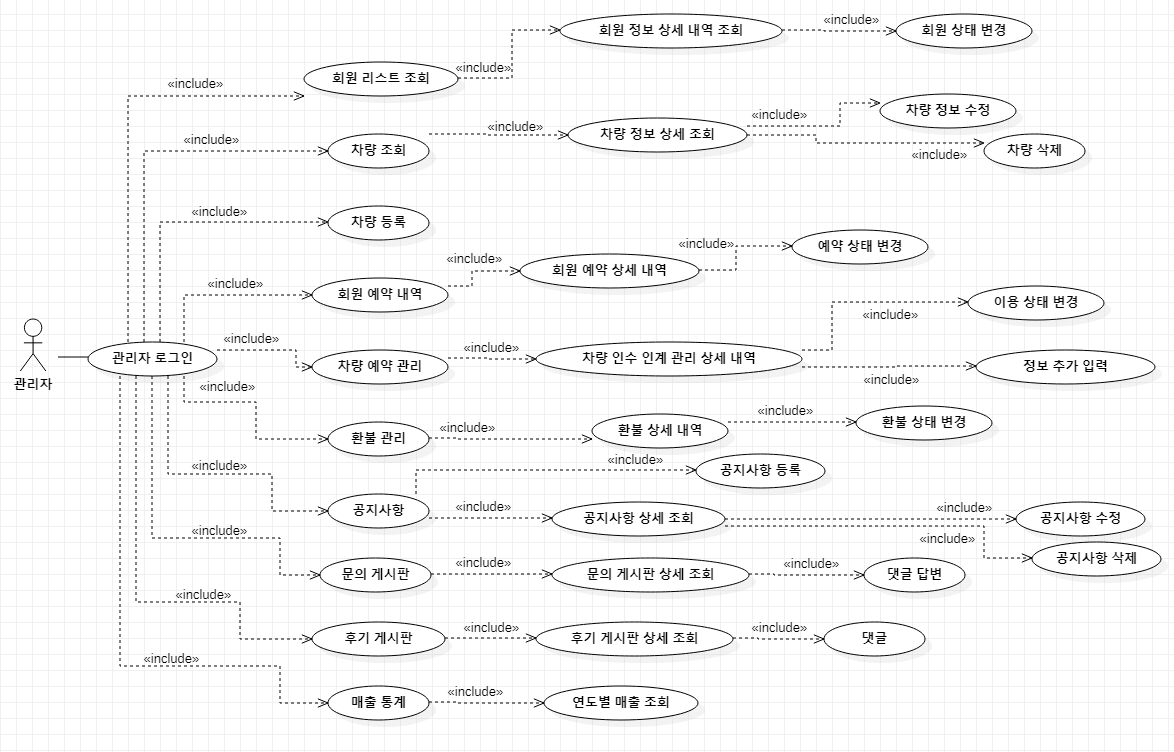 «include»
회원 정보 상세 내역 조회
«include»
회원 상태 변경
회원 리스트 조회
«include»
«include»
차량 조회
«include»
차량 정보 상세 조회
«include»
차량 정보 수정
«include»
차량 삭제
«include»
차량 등록
«include»
회원 예약 내역
«include»
회원 예약 상세 내역
«include»
예약 상태 변경
관리자
관리자 로그인
«include»
차량 예약 관리
«include»
차량 인수 인계 관리 상세 내역
«include»
이용 상태 변경
«include»
정보 추가 입력
«include»
환불 관리
«include»
환불 상세 내역
«include»
환불 상태 변경
«include»
공지사항
«include»
공지사항 등록
«include»
공지사항 상세 조회
«include»
공지사항 수정
«include»
공지사항 삭제
«include»
문의 게시판
«include»
문의 게시판 상세 조회
«include»
댓글 답변
«include»
후기 게시판
«include»
후기 게시판 상세 조회
«include»
댓글
«include»
매출 통계
«include»
연도별 매출 조회